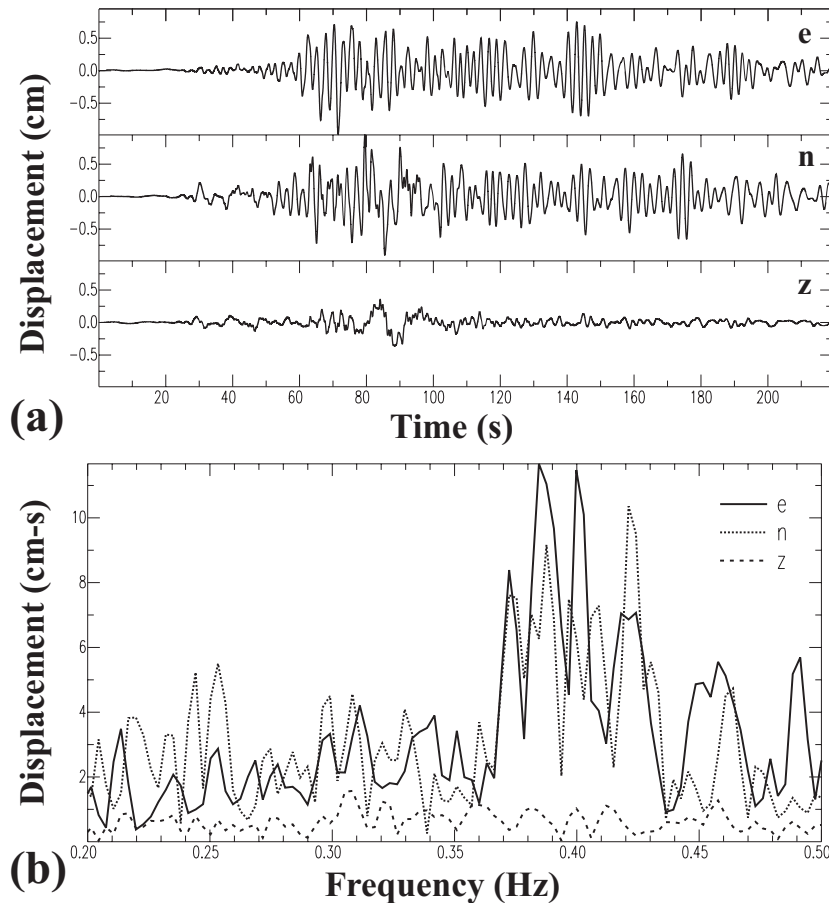 e
0.5
0.0
−0.5
n
0.5
0.0
−0.5
z
0.5
0.0
−0.5
Displacement (cm)
20 40 60 80 100 120 140 160 180 200
(a)
Time (s)
10
8
6
4
2
Displacement (cm-s)
e
n
z
0.20 0.25 0.30 0.35 0.40 0.45 0.50
(b)
Frequency (Hz)